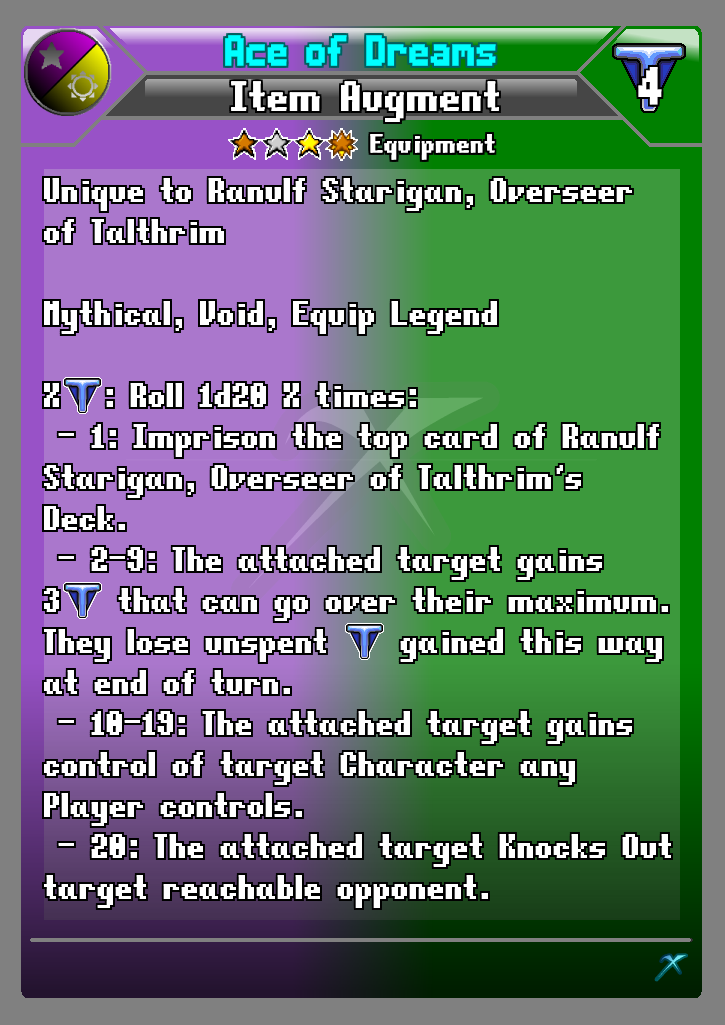 Ace of Dreams
4
Item Augment
Equipment
Unique to Ranulf Starigan, Overseer
of Talthrim
Mythical, Void, Equip Legend
X T: Roll 1d20 X times:
- 1: Imprison the top card of Ranulf
Starigan, Overseer of Talthrim's
Deck.
- 2-9: The attached target gains
3 T that can go over their maximum.
They lose unspent T gained this way
at end of turn.
- 10-19: The attached target gains
control of target Character any
Player controls.
- 20: The attached target Knocks Out
target reachable opponent.